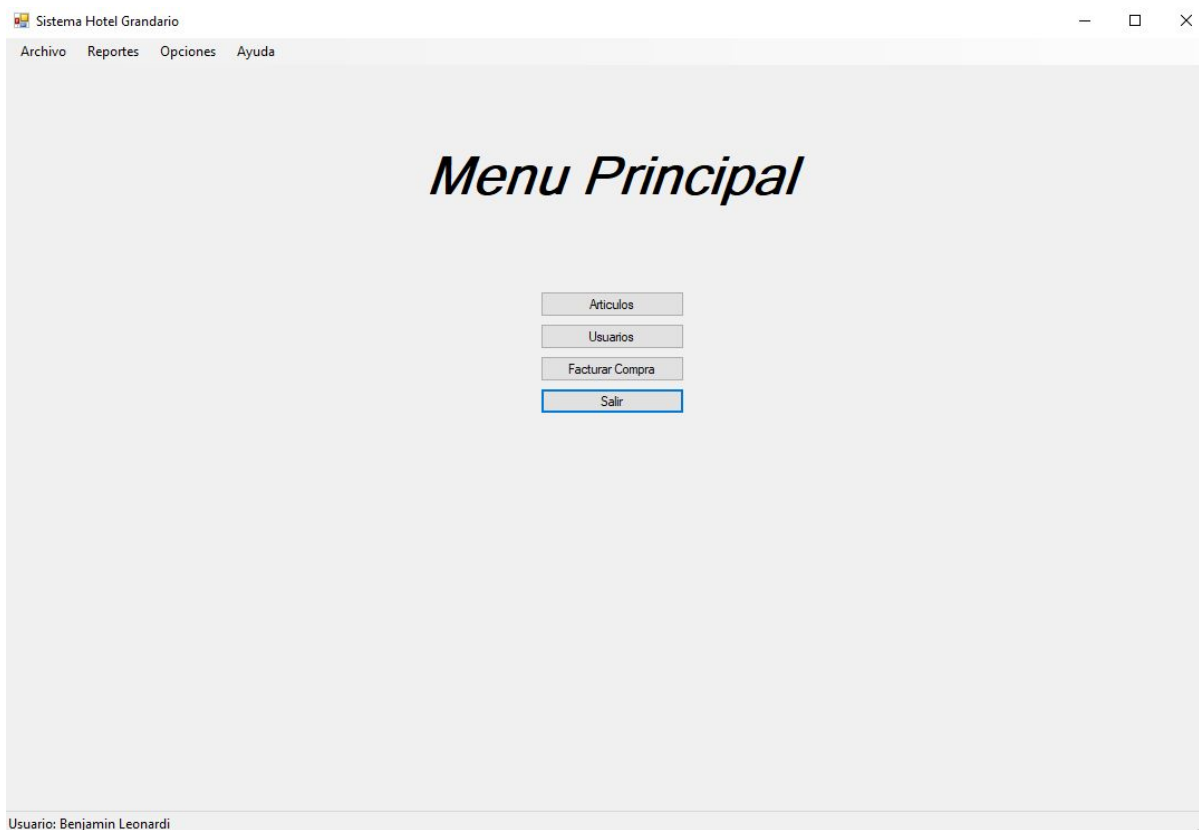 Sistema Hotel Grandario
Archivo Reportes Opciones Ayuda
Menu Principal
Articulos
Usuarios
Facturar Compra
Salir
Usuario: Benjamin Leonardi